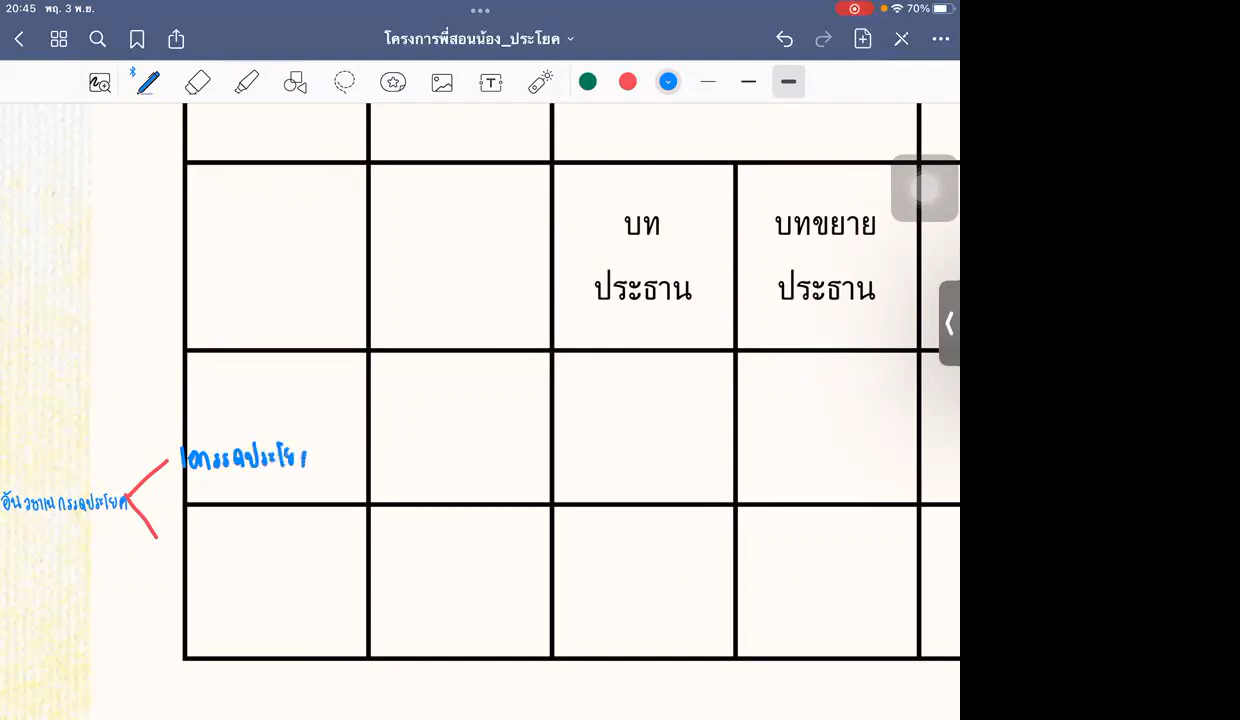 20:45 พฤ. 3 พ.ย.
70%
โครงการพี่สอนน้อง_ประโยค
T
บท
ประธาน
บทขยาย
ประธาน